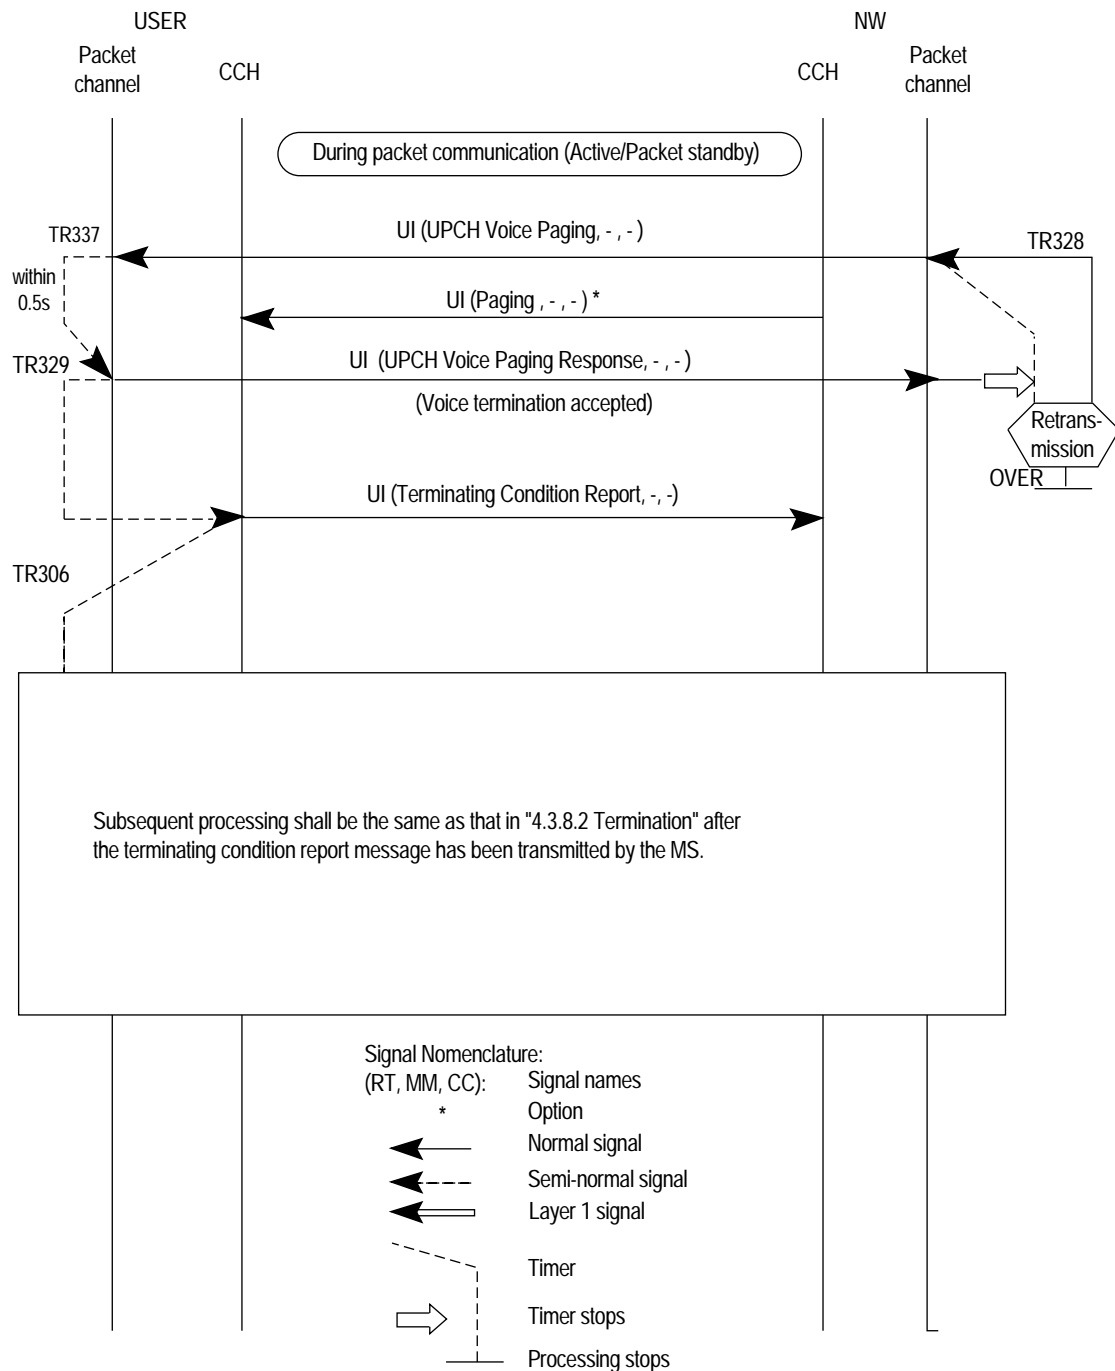 USER
NW
Packet
channel
CCH
CCH
Packet
channel
During packet communication (Active/Packet standby)
UI (UPCH Voice Paging, - , - )
TR337
TR328
within
0.5s
UI (Paging , - , - ) *
TR329
UI (UPCH Voice Paging Response, - , - )
(Voice termination accepted)
Retrans-
mission
OVER
UI (Terminating Condition Report, -, -)
TR306
Subsequent processing shall be the same as that in "4.3.8.2 Termination" after
the terminating condition report message has been transmitted by the MS.
Signal Nomenclature:
(RT, MM, CC): Signal names
* Option
Normal signal
Semi-normal signal
Layer 1 signal
Timer
Timer stops
Processing stops